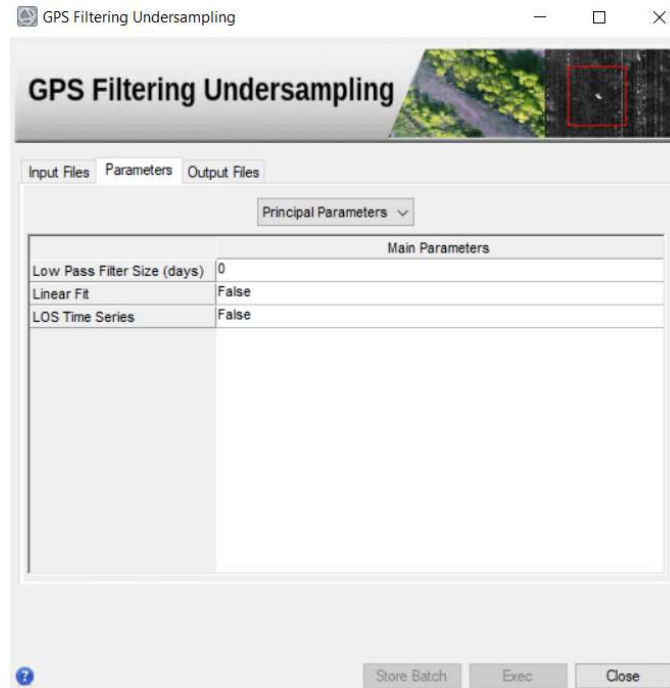 GPS Filtering Undersampling
GPS Filtering Undersampling
Input Files Parameters Output Files
Principal Parameters
Main Parameters
Low Pass Filter Size (days) 0
Linear Fit False
LOS Time Series False
? Store Batch Exec Close